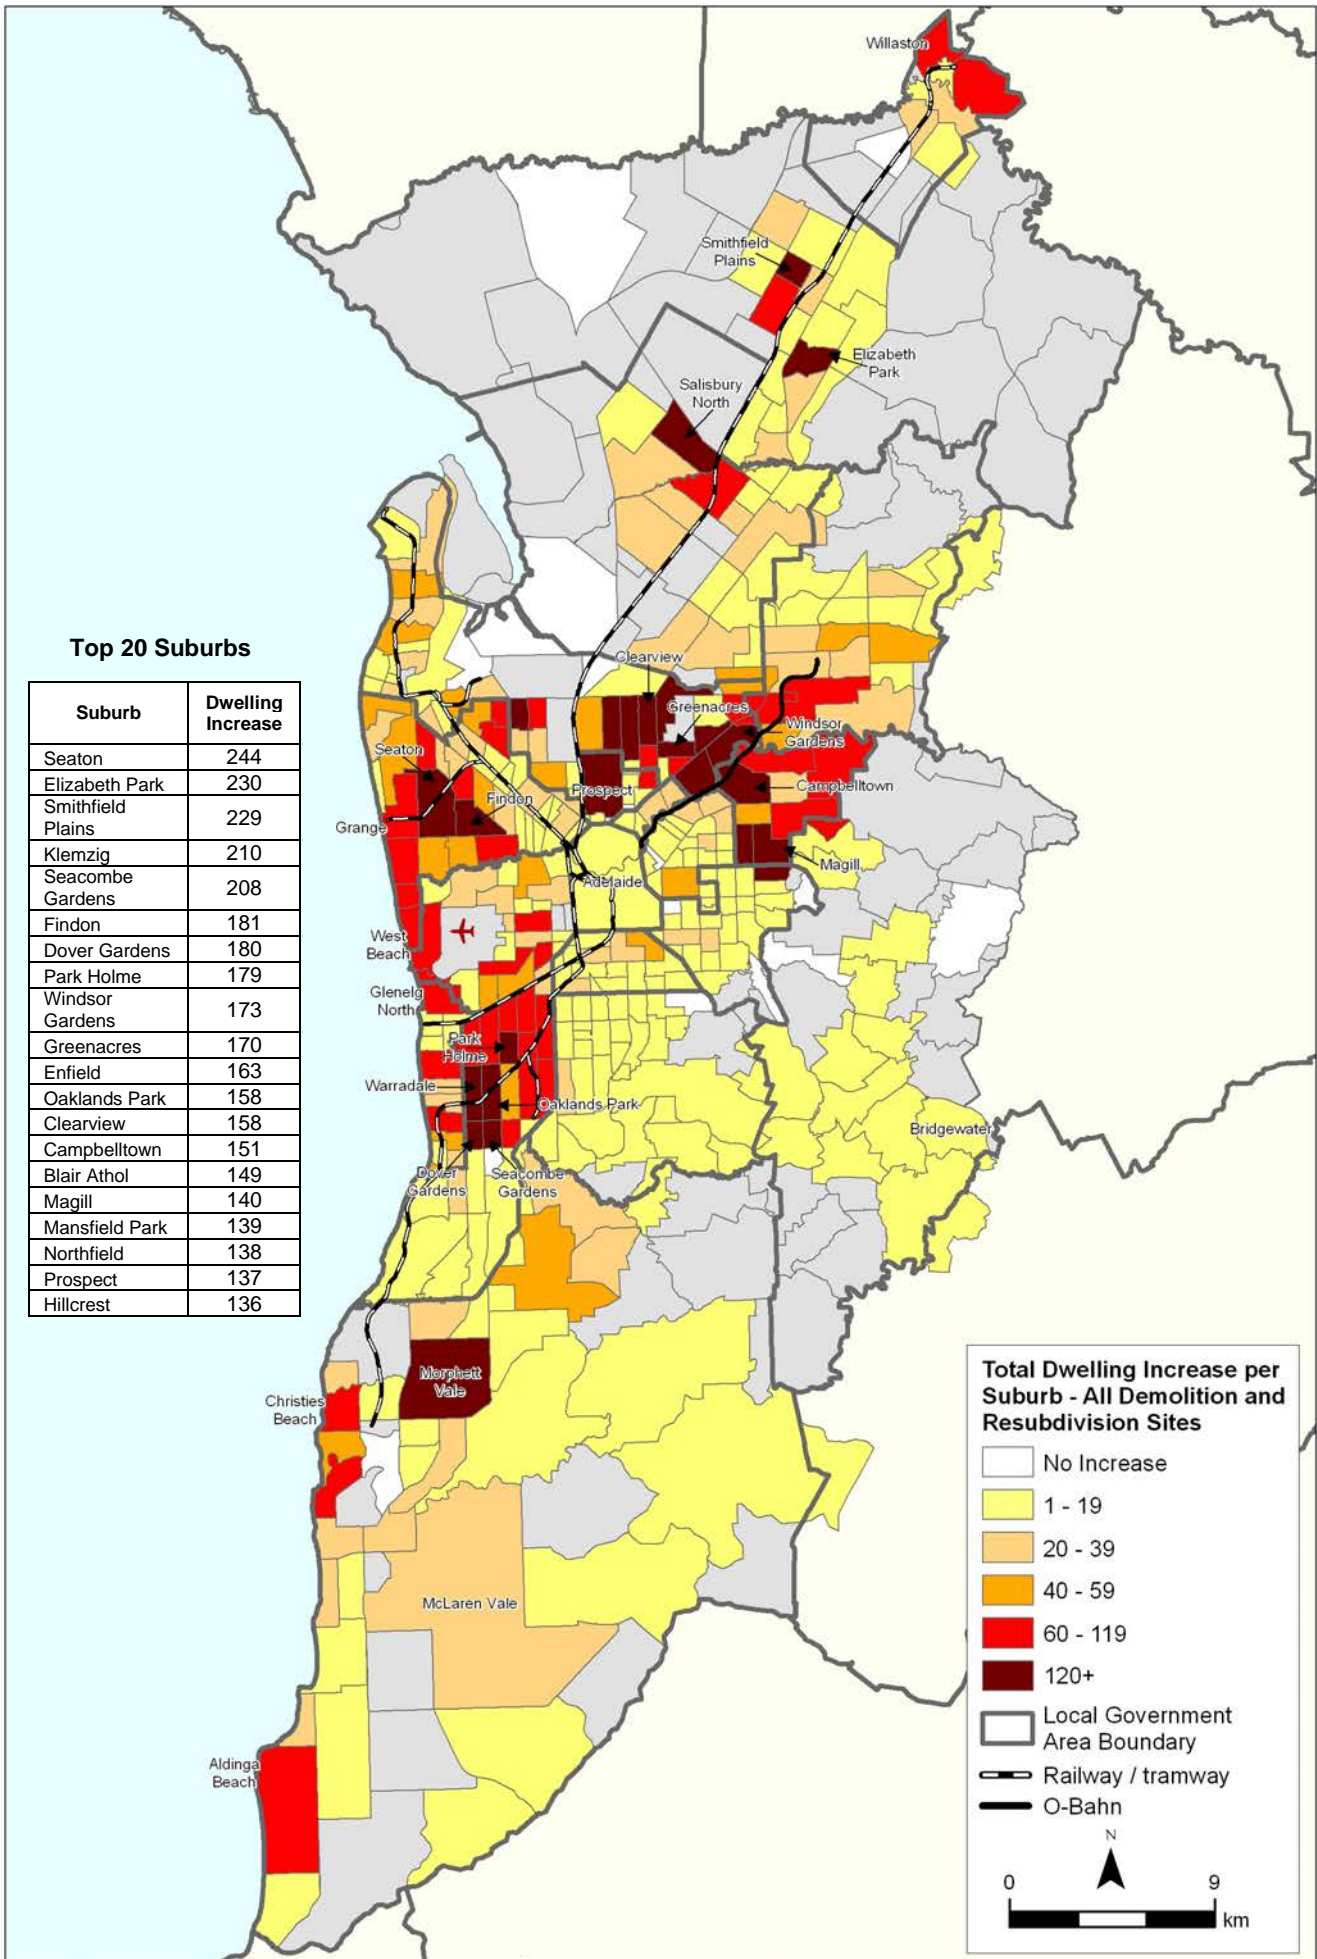 Willaston
Smithfield
Plains
Elizabeth
Park
Salisbury
North
Clearview
Greenacres
Windsor
Gardens
Seaton
Findon
Prospect
Campbelltown
Grange
Magill
Adelaide
West
Beach
Glenelg
North
Park
Holme
Warradale
Oaklands Park
Bridgewater
Dover
Gardens
Seacombe
Gardens
Morphett
Vale
Christies
Beach
McLaren Vale
Aldinga
Beach
Top 20 Suburbs
Suburb Dwelling
Increase
Seaton 244
Elizabeth Park 230
Smithfield
Plains 229
Klemzig 210
Seacombe
Gardens 208
Findon 181
Dover Gardens 180
Park Holme 179
Windsor
Gardens 173
Greenacres 170
Enfield 163
Oaklands Park 158
Clearview 158
Campbelltown 151
Blair Athol 149
Magill 140
Mansfield Park 139
Northfield 138
Prospect 137
Hillcrest 136
Total Dwelling Increase per
Suburb - All Demolition and
Resubdivision Sites
No Increase
1 - 19
20 - 39
40 - 59
60 - 119
120+
Local Government
Area Boundary
Railway / tramway
O-Bahn
N
0 9
km